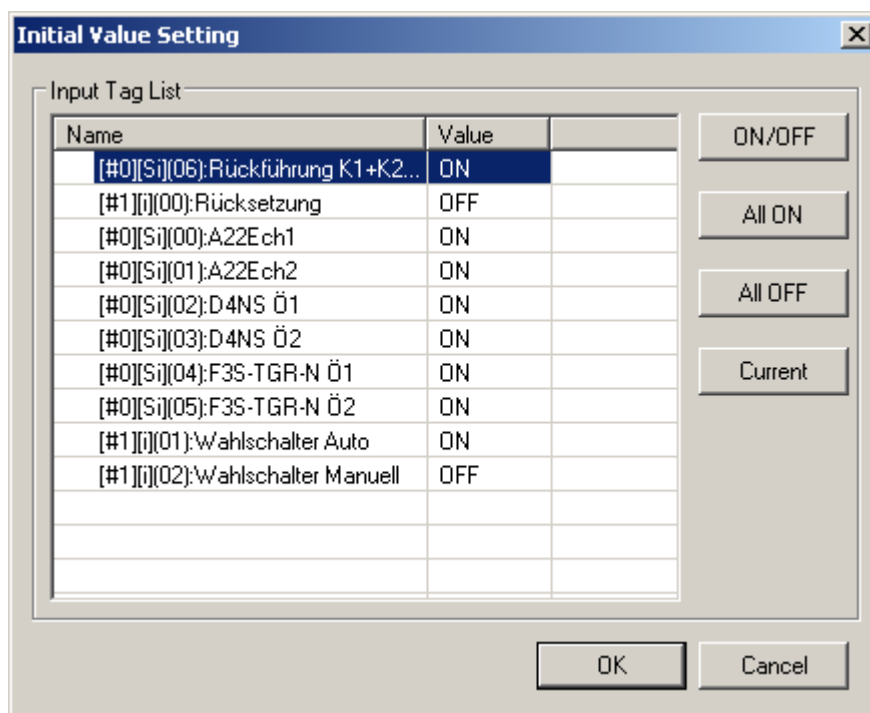 Initial Value Setting
Input Tag List
Name Value
[#0][Si](06):Rückführung K1+K2... ON
[#1][i](00):Rücksetzung OFF
[#0][Si](00):A22Ech1 ON
[#0][Si](01):A22Ech2 ON
[#0][Si](02):D4NS Ö1 ON
[#0][Si](03):D4NS Ö2 ON
[#0][Si](04):F3S-TGR-N Ö1 ON
[#0][Si](05):F3S-TGR-N Ö2 ON
[#1][i](01):Wahlschalter Auto ON
[#1][i](02):Wahlschalter Manuell OFF
ON/OFF
All ON
All OFF
Current
OK Cancel